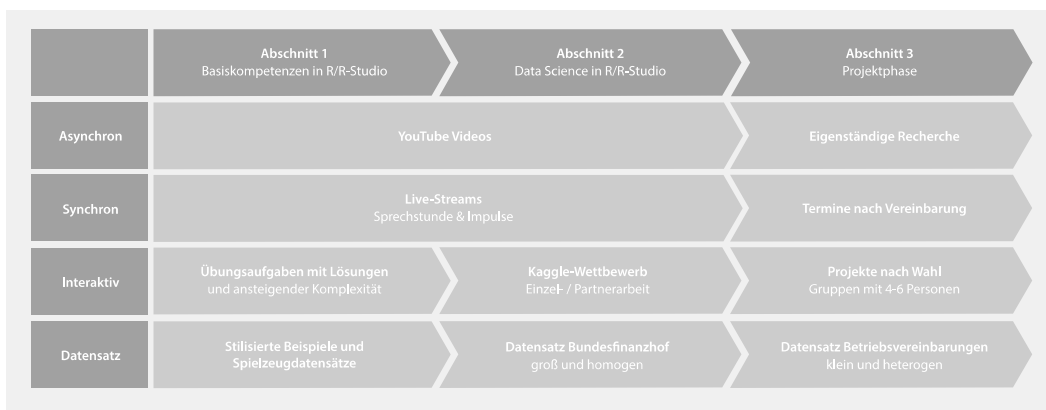 Abschnitt 1
Basiskompetenzen in R/R-Studio
Abschnitt 2
Data Science in R/R-Studio
Abschnitt 3
Projektphase
Asynchron
YouTube Videos
Eigenständige Recherche
Synchron
Live-Streams
Sprechstunde & Impulse
Termine nach Vereinbarung
Interaktiv
Übungsaufgaben mit Lösungen
und ansteigender Komplexität
Kaggle-Wettbewerb
Einzel- / Partnerarbeit
Projekte nach Wahl
Gruppen mit 4-6 Personen
Datensatz
Stilisierte Beispiele und
Spielzeugdatensätze
Datensatz Bundesfinanzhof
groß und homogen
Datensatz Betriebsvereinbarungen
klein und heterogen